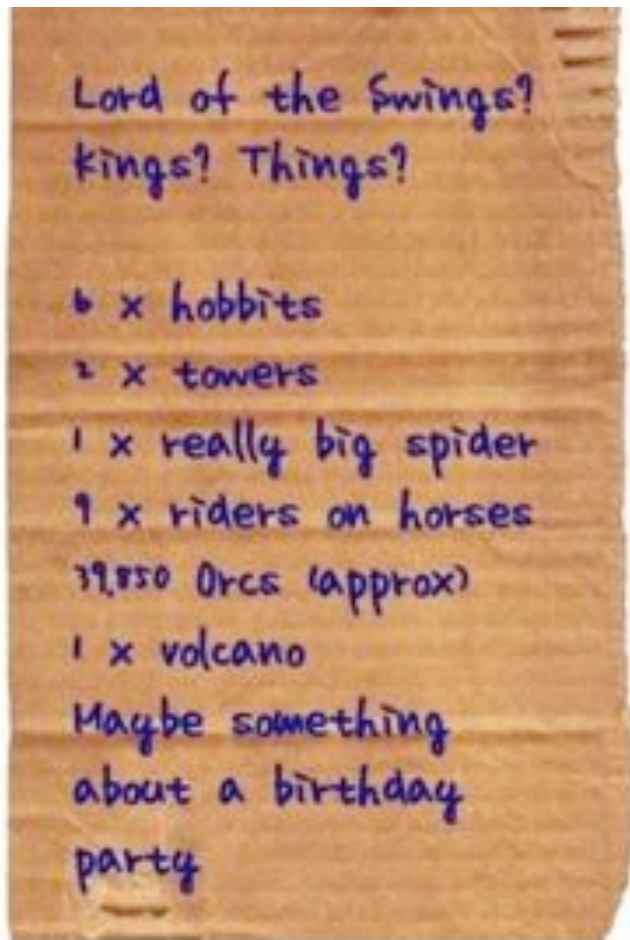 Lord of the Swings?
Kings? Things?
6 x hobbits
2 x towers
1 x really big spider
9 x riders on horses
39,850 Orcs (approx)
1 x volcano
Maybe something
about a birthday
party